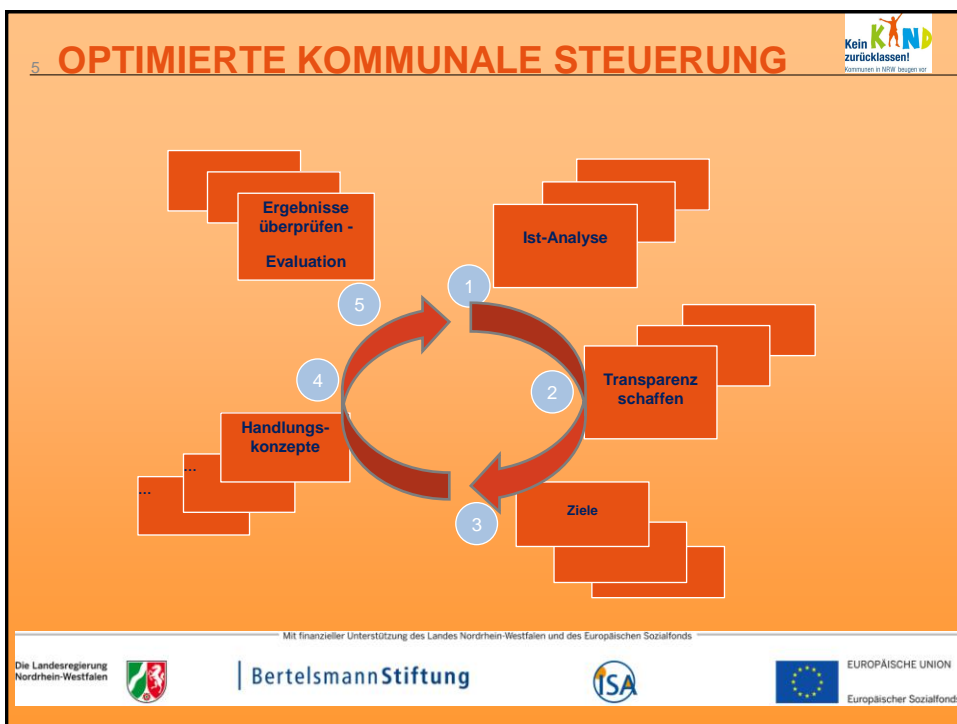 5 OPTIMIERTE KOMMUNALE STEUERUNG
Kein KIND
zurücklassen!
Kommunen in NRW beugen vor
Ergebnisse
überprüfen -
Evaluation
Ist-Analyse
1
5
Transparenz
schaffen
2
4
Handlungs-
konzepte
...
...
Ziele
3
Mit finanzieller Unterstützung des Landes Nordrhein-Westfalen und des Europäischen Sozialfonds
Die Landesregierung
Nordrhein-Westfalen
BertelsmannStiftung
ISA
EUROPÄISCHE UNION
Europäischer Sozialfonds